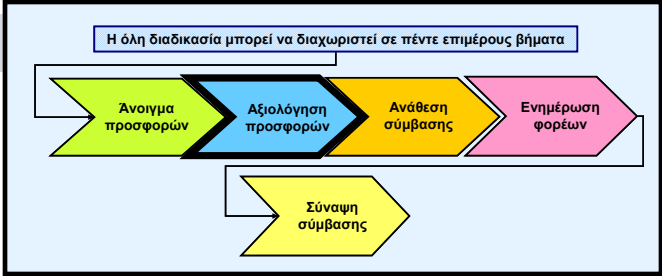 Η όλη διαδικασία μπορεί να διαχωριστεί σε πέντε επιμέρους βήματα
Άνοιγμα
προσφορών
Αξιολόγηση
προσφορών
Ανάθεση
σύμβασης
Ενημέρωση
φορέων
Σύναψη
σύμβασης